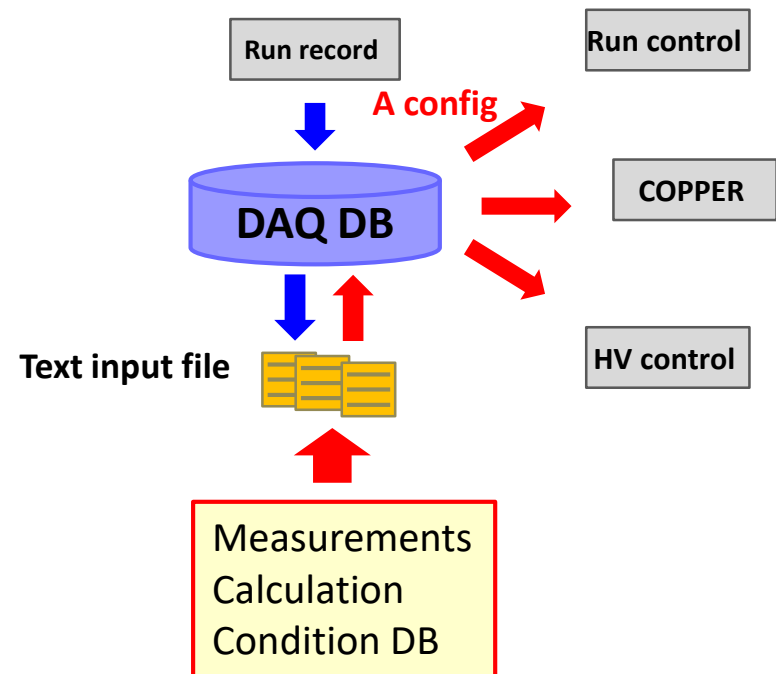 Run record
Run control
A config
COPPER
DAQ DB
Text input file
HV control
Measurements
Calculation
Condition DB